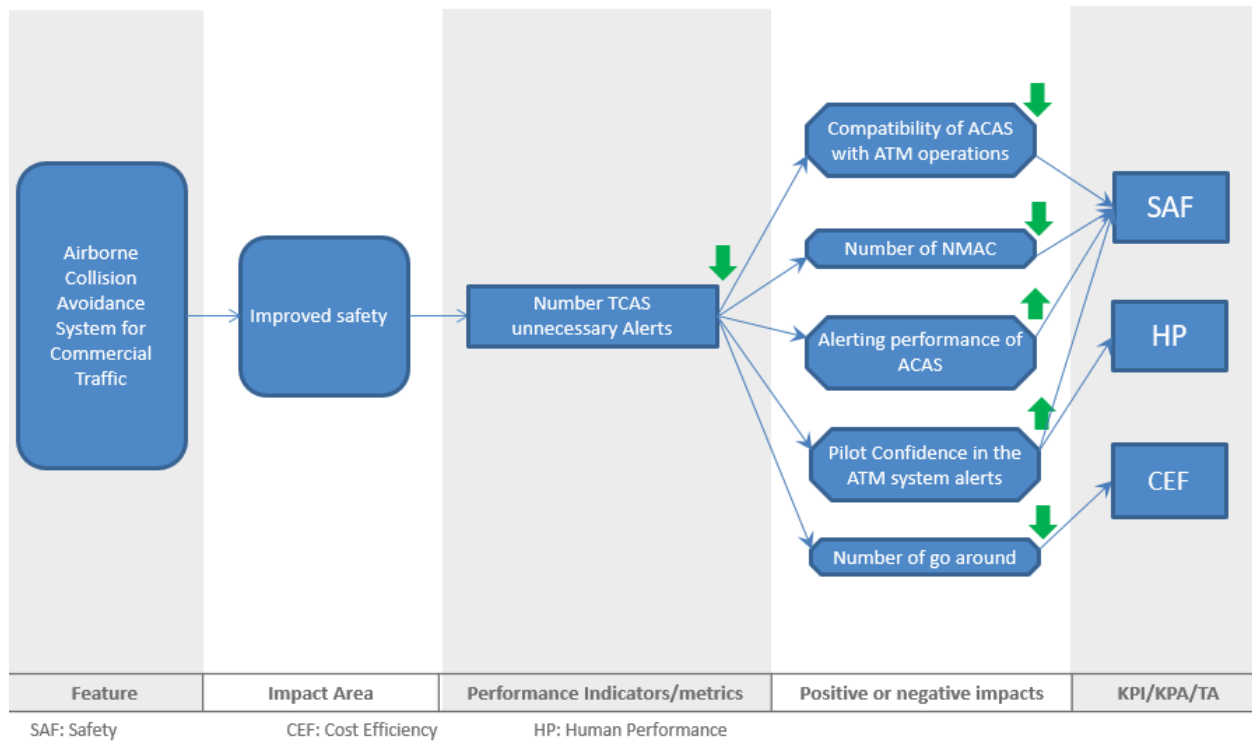 Airborne
Collision
Avoidance
System for
Commercial
Traffic
Improved safety
Number TCAS
unnecessary Alerts
Compatibility of ACAS
with ATM operations
Number of NMAC
Alerting performance of
ACAS
Pilot Confidence in the
ATM system alerts
Number of go around
SAF
HP
CEF
Feature
Impact Area
Performance Indicators/metrics
Positive or negative impacts
KPI/KPA/TA
SAF: Safety
CEF: Cost Efficiency
HP: Human Performance